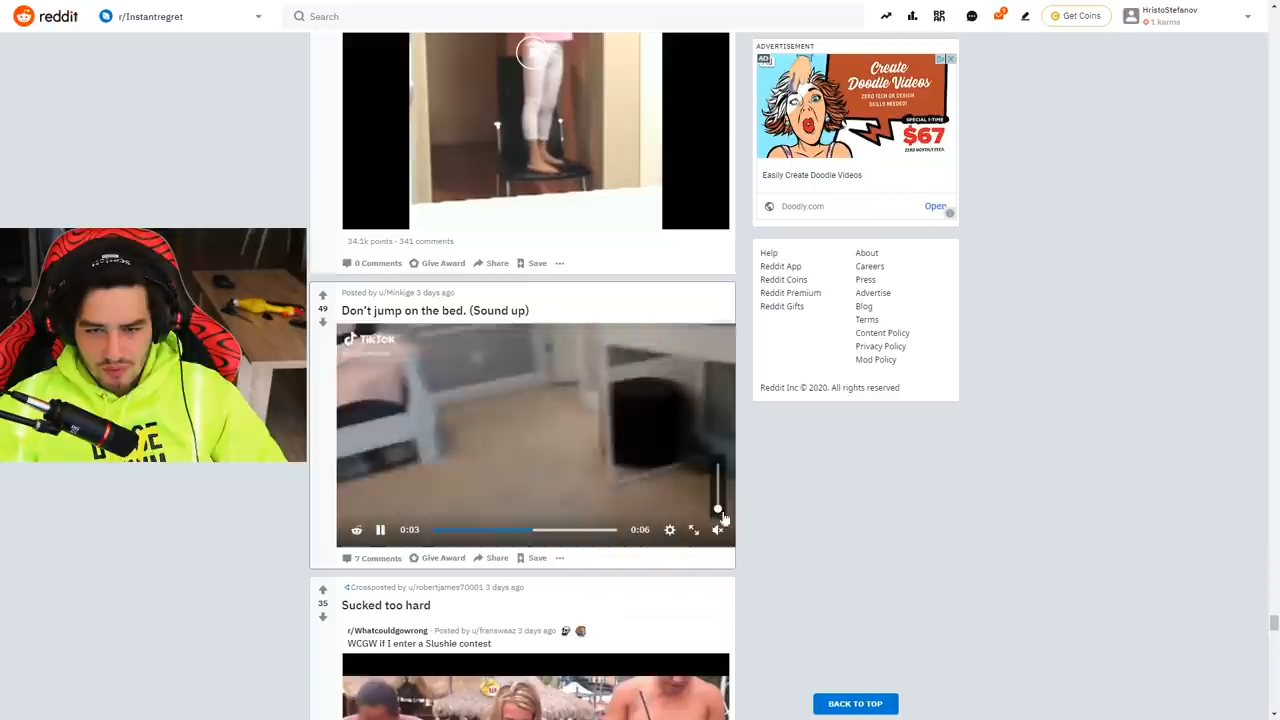 reddit
r/Instantregret
Search
Get Coins
HristoStefanov
1 karma
ADVERTISEMENT
AD
Create
Doodle Videos
ZERO TECH OR DESIGN
SKILLS NEEDED!
SPECIAL 1-TIME
$67
ZERO MONTHLY FEED.
Easily Create Doodle Videos
Doodly.com
Open
34.1k points · 341 comments
0 Comments
Give Award
Share
Save
Posted by u/Minkige 3 days ago
49
Don't jump on the bed. (Sound up)
TikTok
0:03
0:06
7 Comments
Give Award
Share
Save
Crossposted by u/robertjames70001 3 days ago
35
Sucked too hard
r/Whatcouldgowrong · Posted by u/franswaaz 3 days ago
WCGW if I enter a Slushie contest
Help
About
Reddit App
Careers
Reddit Coins
Press
Reddit Premium
Advertise
Reddit Gifts
Blog
Terms
Content Policy
Privacy Policy
Mod Policy
Reddit Inc © 2020. All rights reserved
BACK TO TOP